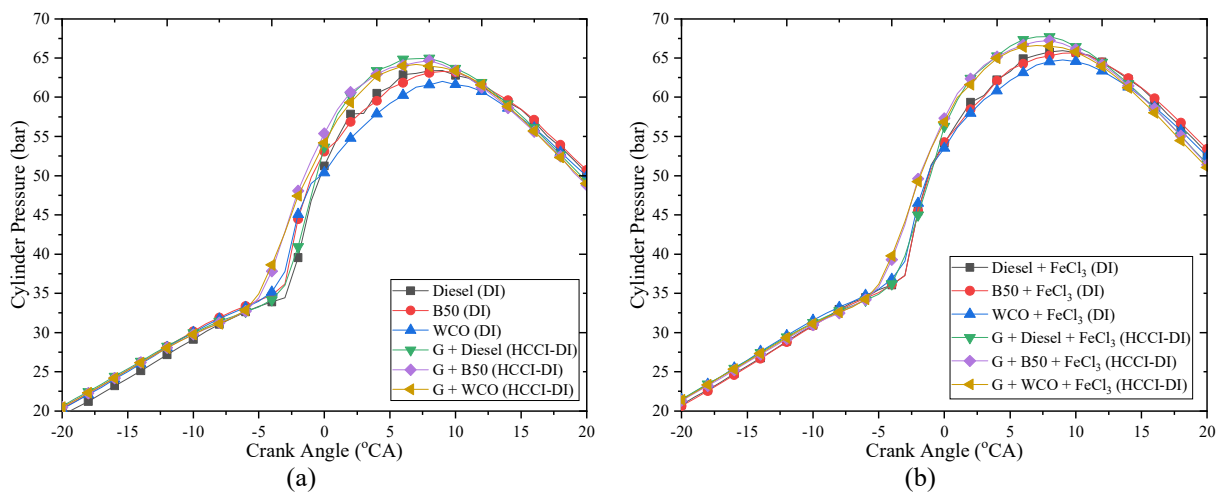 (a)
70
65
60
55
50
45
40
35
30
25
20
Cylinder Pressure (bar)
-20 -15 -10 -5 0 5 10 15 20
Crank Angle (°CA)
Diesel (DI)
B50 (DI)
WCO (DI)
G + Diesel (HCCI-DI)
G + B50 (HCCI-DI)
G + WCO (HCCI-DI)
(b)
70
65
60
55
50
45
40
35
30
25
20
Cylinder Pressure (bar)
-20 -15 -10 -5 0 5 10 15 20
Crank Angle (°CA)
Diesel + FeCl₃ (DI)
B50 + FeCl₃ (DI)
WCO + FeCl₃ (DI)
G + Diesel + FeCl₃ (HCCI-DI)
G + B50 + FeCl₃ (HCCI-DI)
G + WCO + FeCl₃ (HCCI-DI)